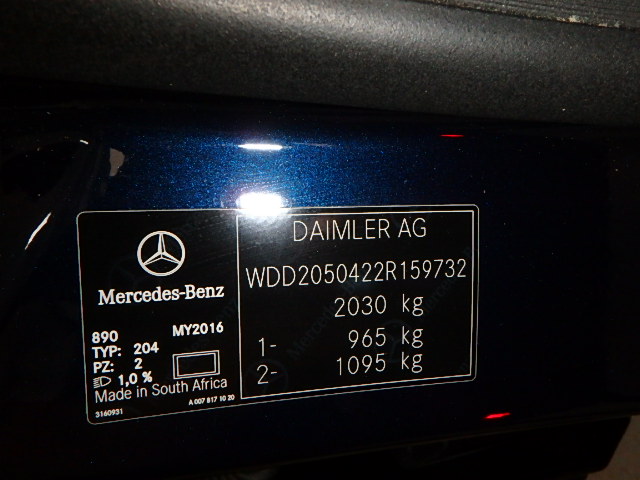 Mercedes-Benz
890 MY2016
TYP: 204
PZ: 2
1,0 %
Made in South Africa
3160931 A 007 817 10 20
DAIMLER AG
WDD2050422R159732
2030 kg
1- 965 kg
2- 1095 kg